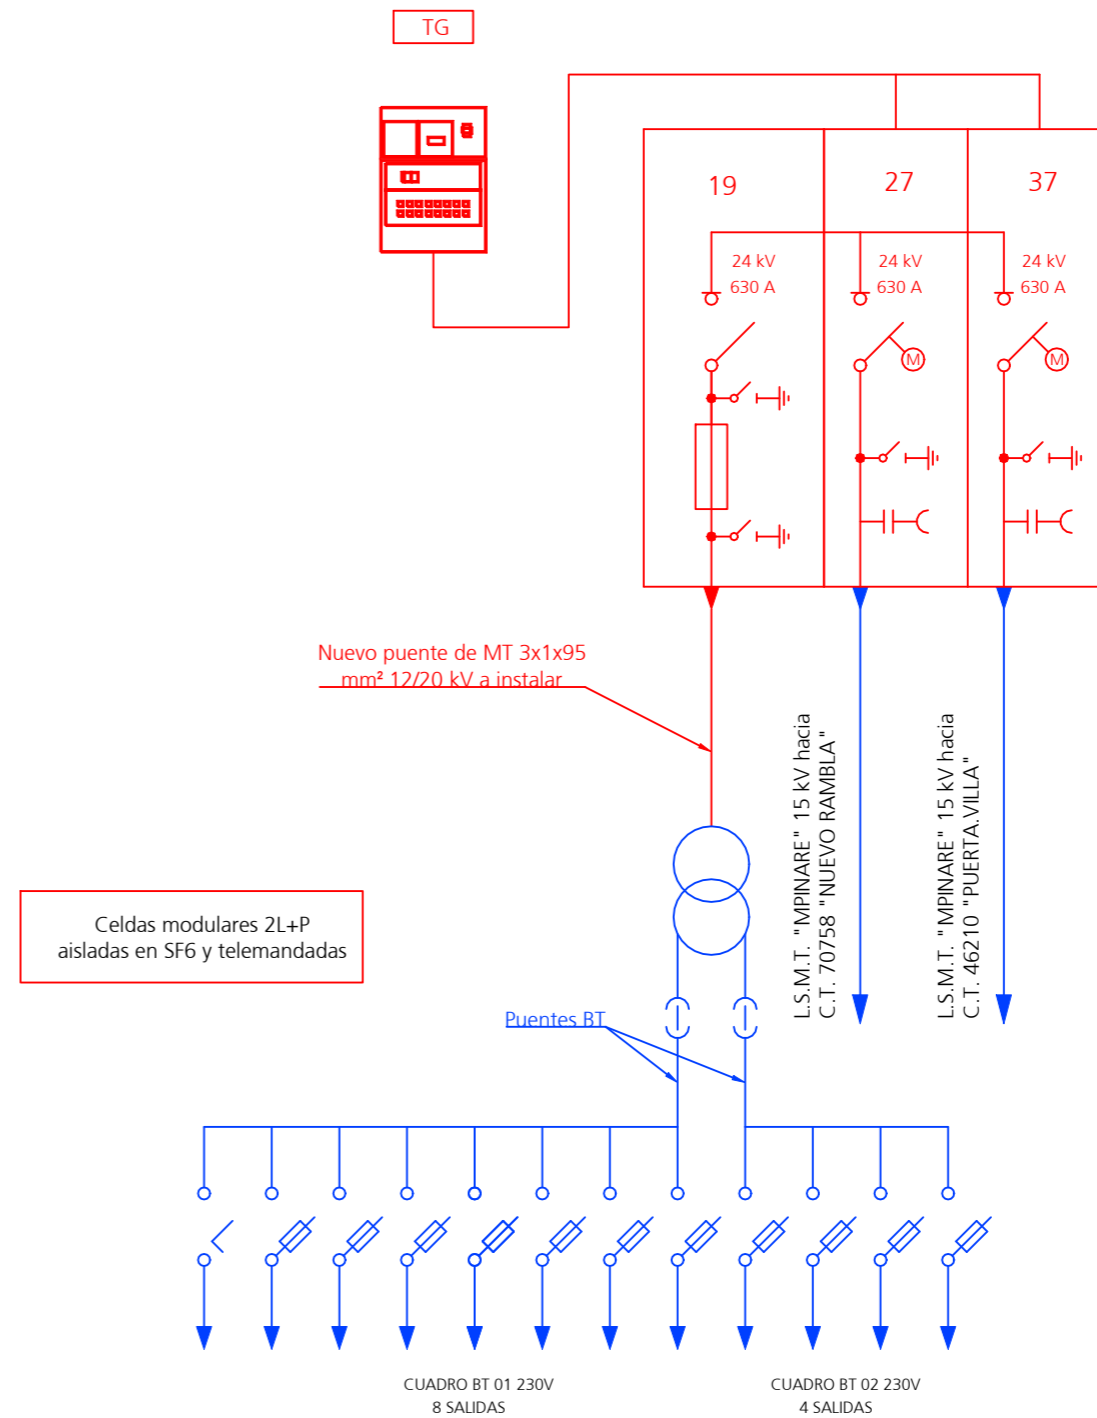 TG
19
27
37
24 kV
630 A
24 kV
630 A
24 kV
630 A
M
M
Nuevo puente de MT 3x1x95
mm² 12/20 kV a instalar
L.S.M.T. "MPINARE" 15 kV hacia
C.T. 70758 "NUEVO RAMBLA"
L.S.M.T. "MPINARE" 15 kV hacia
C.T. 46210 "PUERTA.VILLA"
Celdas modulares 2L+P
aisladas en SF6 y telemandadas
Puentes BT
CUADRO BT 01 230V
8 SALIDAS
CUADRO BT 02 230V
4 SALIDAS